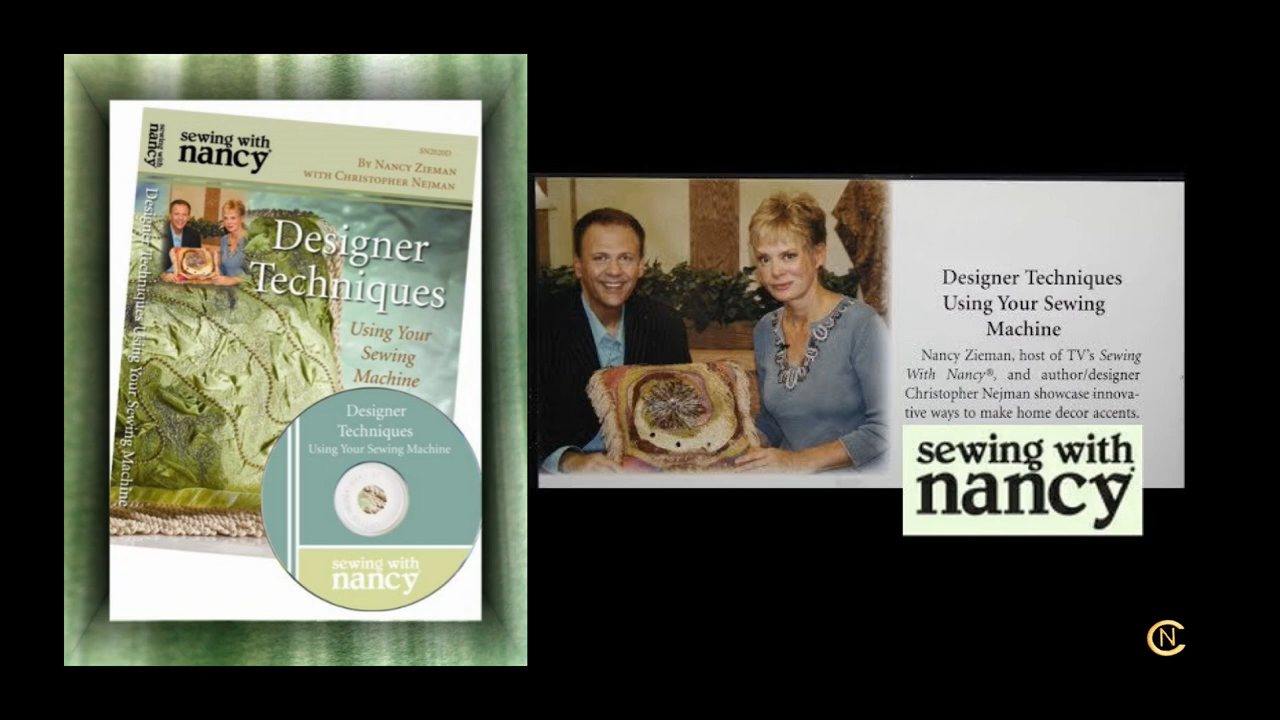 sewing with
nancy
sewing with
nancy
SN2020D
By Nancy Zieman
with Christopher Nejman
Designer Techniques Using Your Sewing Machine
Designer
Techniques
Using Your
Sewing
Machine
Designer
Techniques
Using Your Sewing Machine
sewing with
nancy
Designer Techniques
Using Your Sewing
Machine
Nancy Zieman, host of TV's Sewing
With Nancy®, and author/designer
Christopher Nejman showcase innova-
tive ways to make home decor accents.
sewing with
nancy
CN